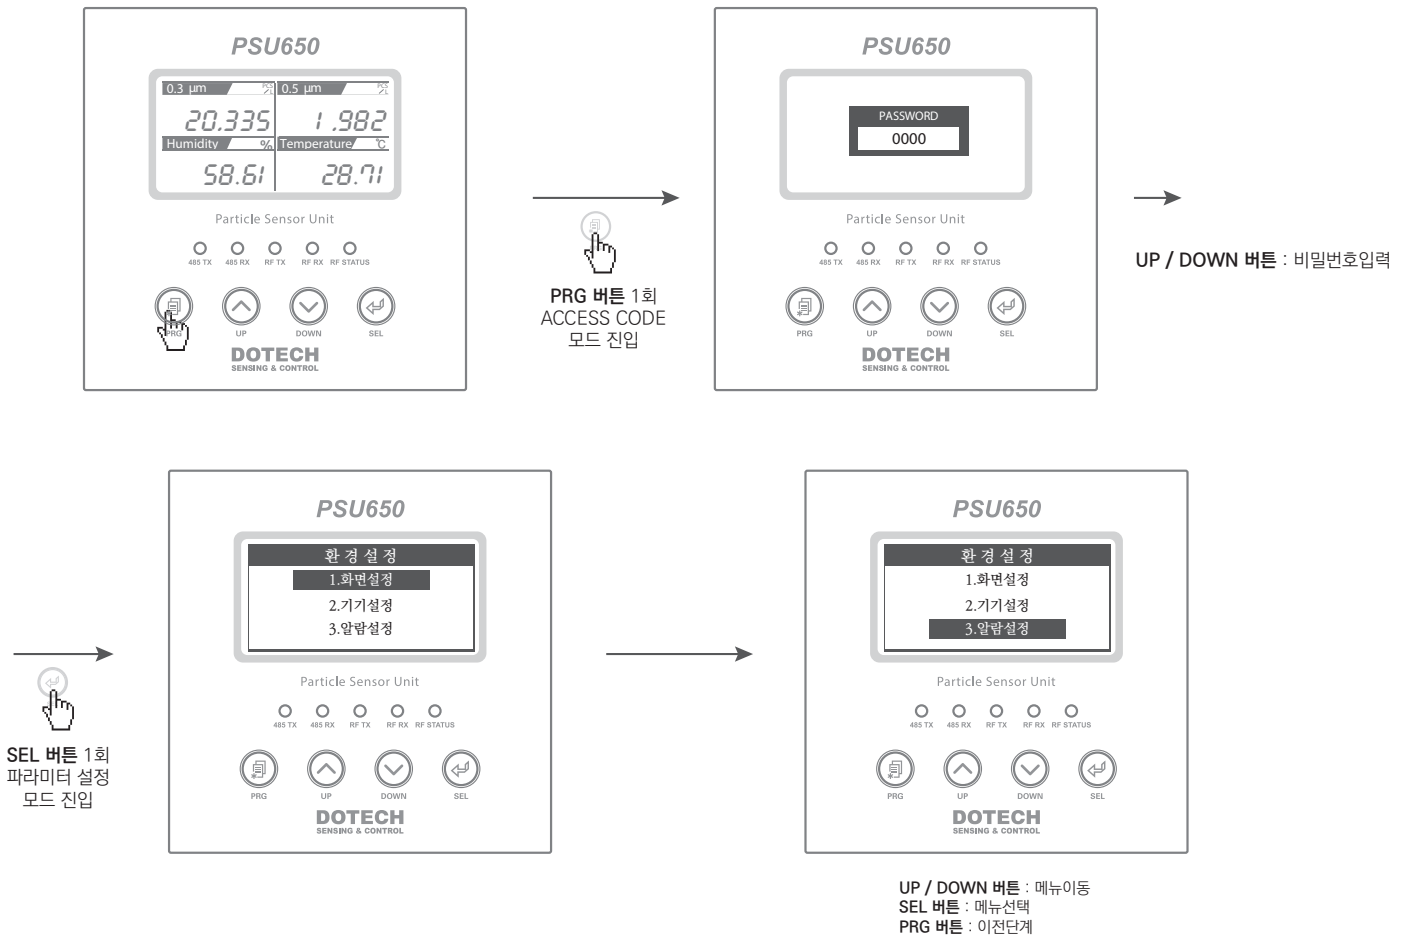 PSU650
0.3 μm PCS/L 0.5 μm PCS/L
20.335 1.982
Humidity % Temperature ℃
58.61 28.71
Particle Sensor Unit
485 TX 485 RX RF TX RF RX RF STATUS
PRG UP DOWN SEL
DOTECH
SENSING & CONTROL
PRG 버튼 1회
ACCESS CODE
모드 진입
PSU650
PASSWORD
0000
Particle Sensor Unit
485 TX 485 RX RF TX RF RX RF STATUS
PRG UP DOWN SEL
DOTECH
SENSING & CONTROL
UP / DOWN 버튼 : 비밀번호입력
SEL 버튼 1회
파라미터 설정
모드 진입
PSU650
환 경 설 정
1.화면설정
2.기기설정
3.알람설정
Particle Sensor Unit
485 TX 485 RX RF TX RF RX RF STATUS
PRG UP DOWN SEL
DOTECH
SENSING & CONTROL
PSU650
환 경 설 정
1.화면설정
2.기기설정
3.알람설정
Particle Sensor Unit
485 TX 485 RX RF TX RF RX RF STATUS
PRG UP DOWN SEL
DOTECH
SENSING & CONTROL
UP / DOWN 버튼 : 메뉴이동
SEL 버튼 : 메뉴선택
PRG 버튼 : 이전단계